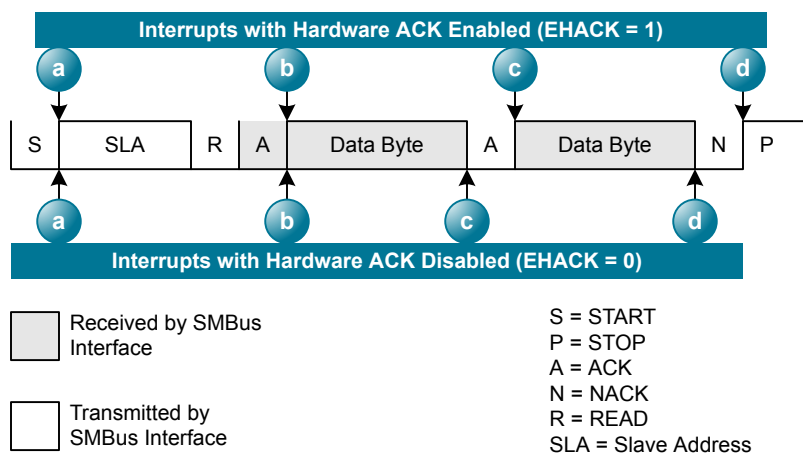 Interrupts with Hardware ACK Enabled (EHACK = 1)
a b c d
S SLA R A Data Byte A Data Byte N P
a b c d
Interrupts with Hardware ACK Disabled (EHACK = 0)
Received by SMBus
Interface
Transmitted by
SMBus Interface
S = START
P = STOP
A = ACK
N = NACK
R = READ
SLA = Slave Address